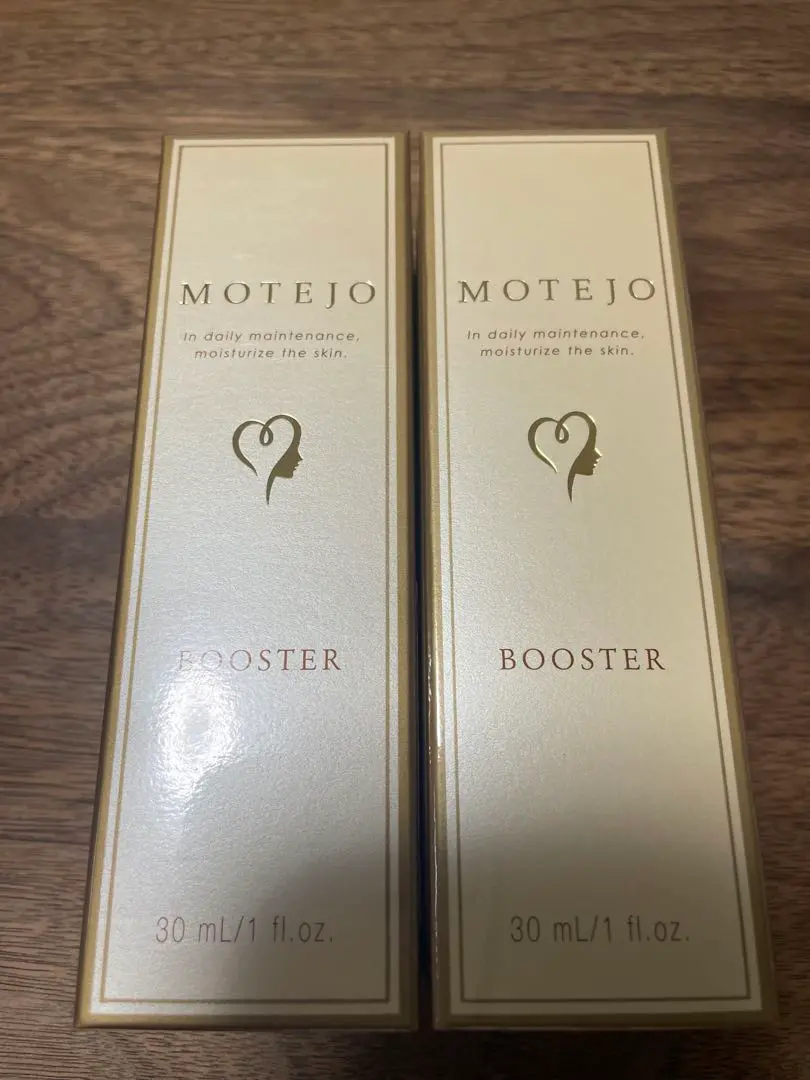 MOTEJO
In daily maintenance,
moisturize the skin.
BOOSTER
30 mL/1 fl.oz.
MOTEJO
In daily maintenance,
moisturize the skin.
BOOSTER
30 mL/1 fl.oz.